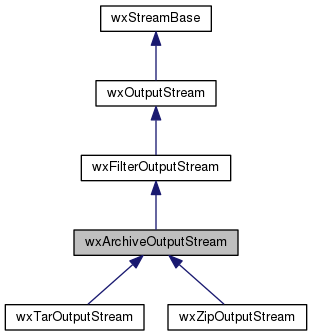 wxStreamBase
wxOutputStream
wxFilterOutputStream
wxArchiveOutputStream
wxTarOutputStream
wxZipOutputStream